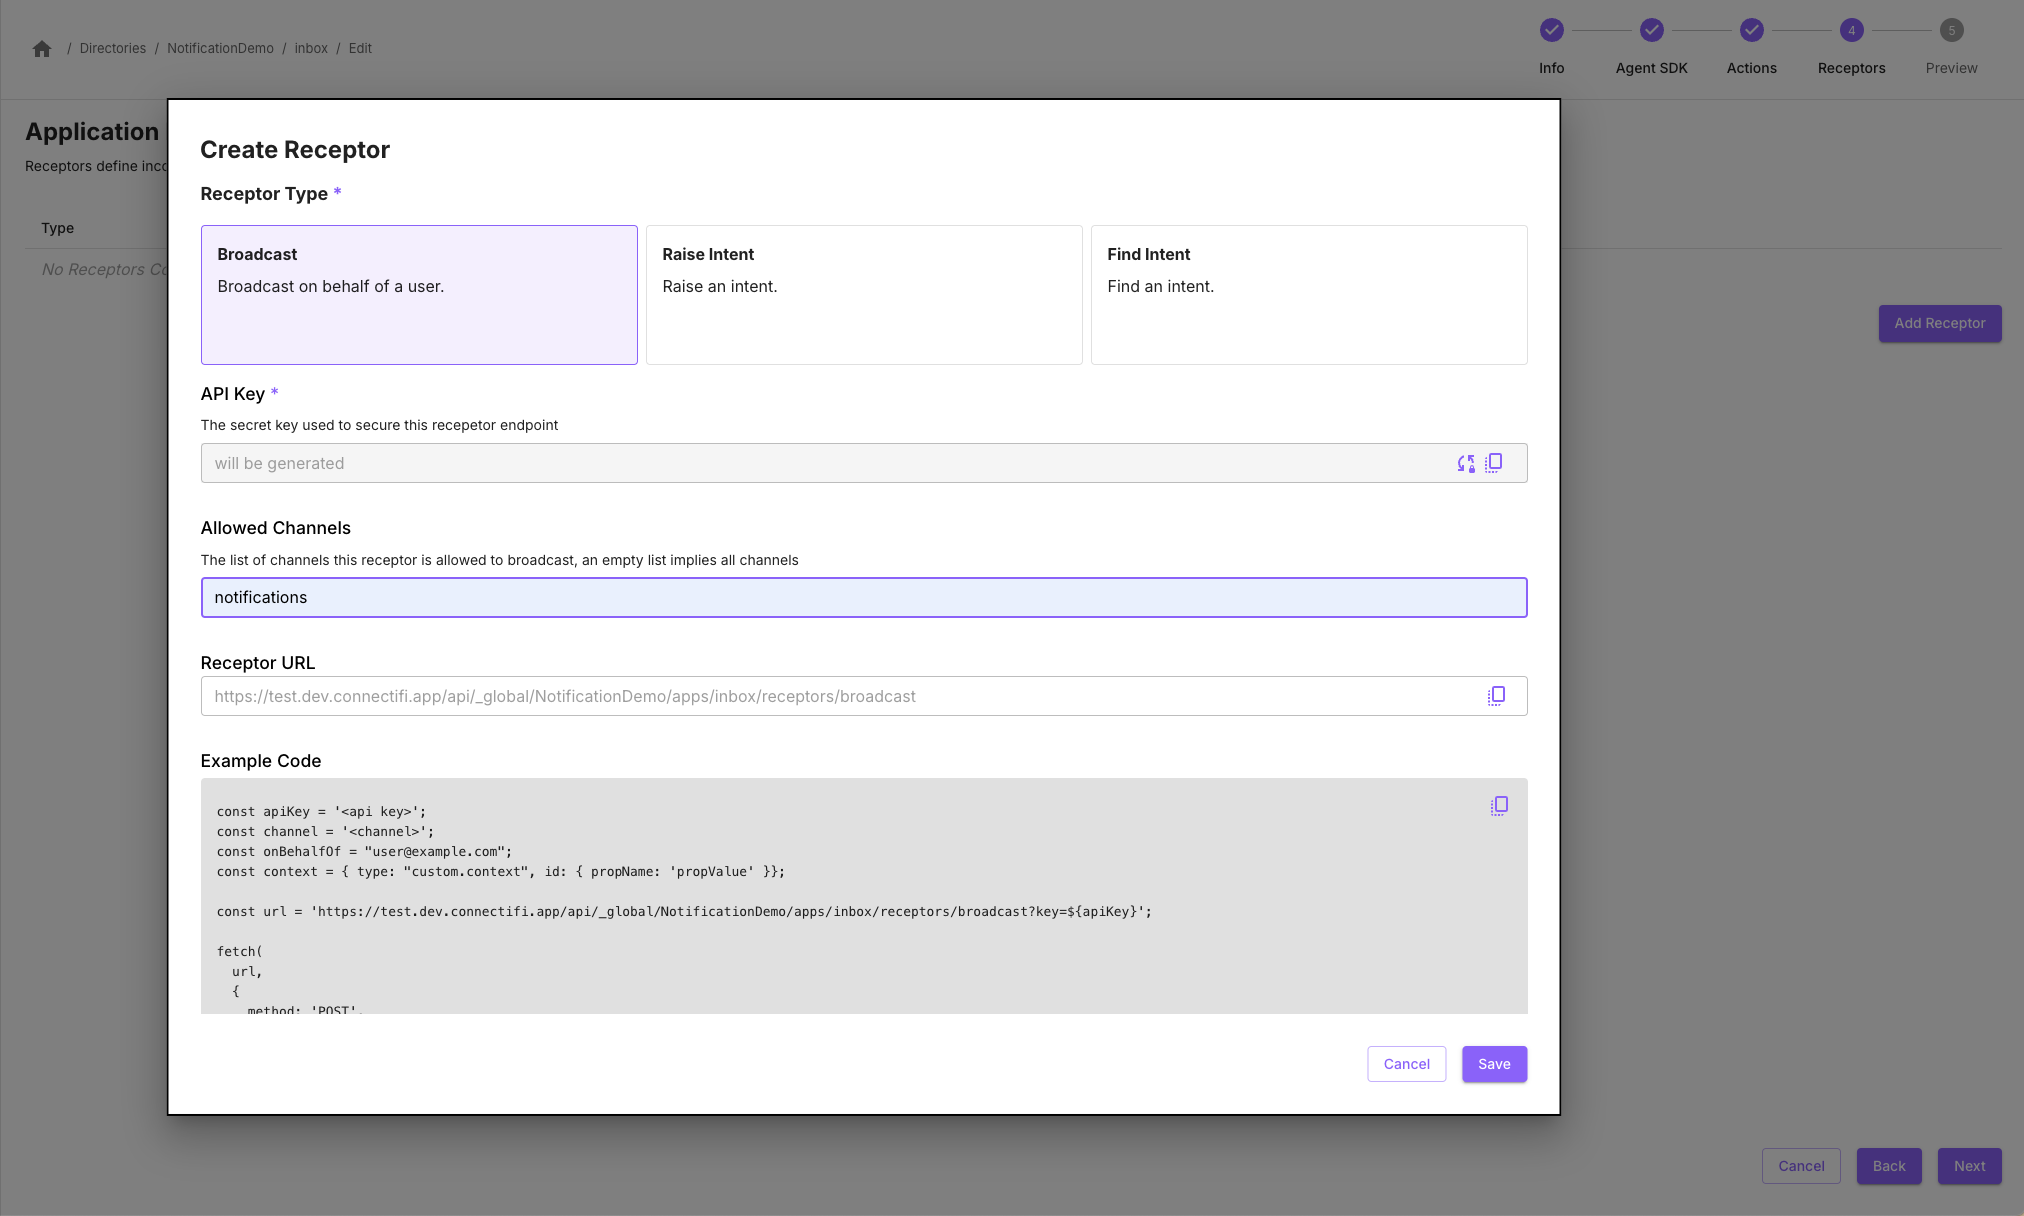 / Directories / NotificationDemo / inbox / Edit
4
5
Info
Agent SDK
Actions
Receptors
Preview
Application
Receptors define inco
Type
No Receptors Co
Add Receptor
Create Receptor
Receptor Type *
Broadcast
Broadcast on behalf of a user.
Raise Intent
Raise an intent.
Find Intent
Find an intent.
API Key *
The secret key used to secure this recepetor endpoint
will be generated
Allowed Channels
The list of channels this receptor is allowed to broadcast, an empty list implies all channels
notifications
Receptor URL
https://test.dev.connectifi.app/api/_global/NotificationDemo/apps/inbox/receptors/broadcast
Example Code
const apiKey = '<api key>';
const channel = '<channel>';
const onBehalfOf = "user@example.com";
const context = { type: "custom.context", id: { propName: 'propValue' }};
const url = 'https://test.dev.connectifi.app/api/_global/NotificationDemo/apps/inbox/receptors/broadcast?key=${apiKey}';
fetch(
url,
{
method: 'POST',
Cancel
Save
Cancel
Back
Next